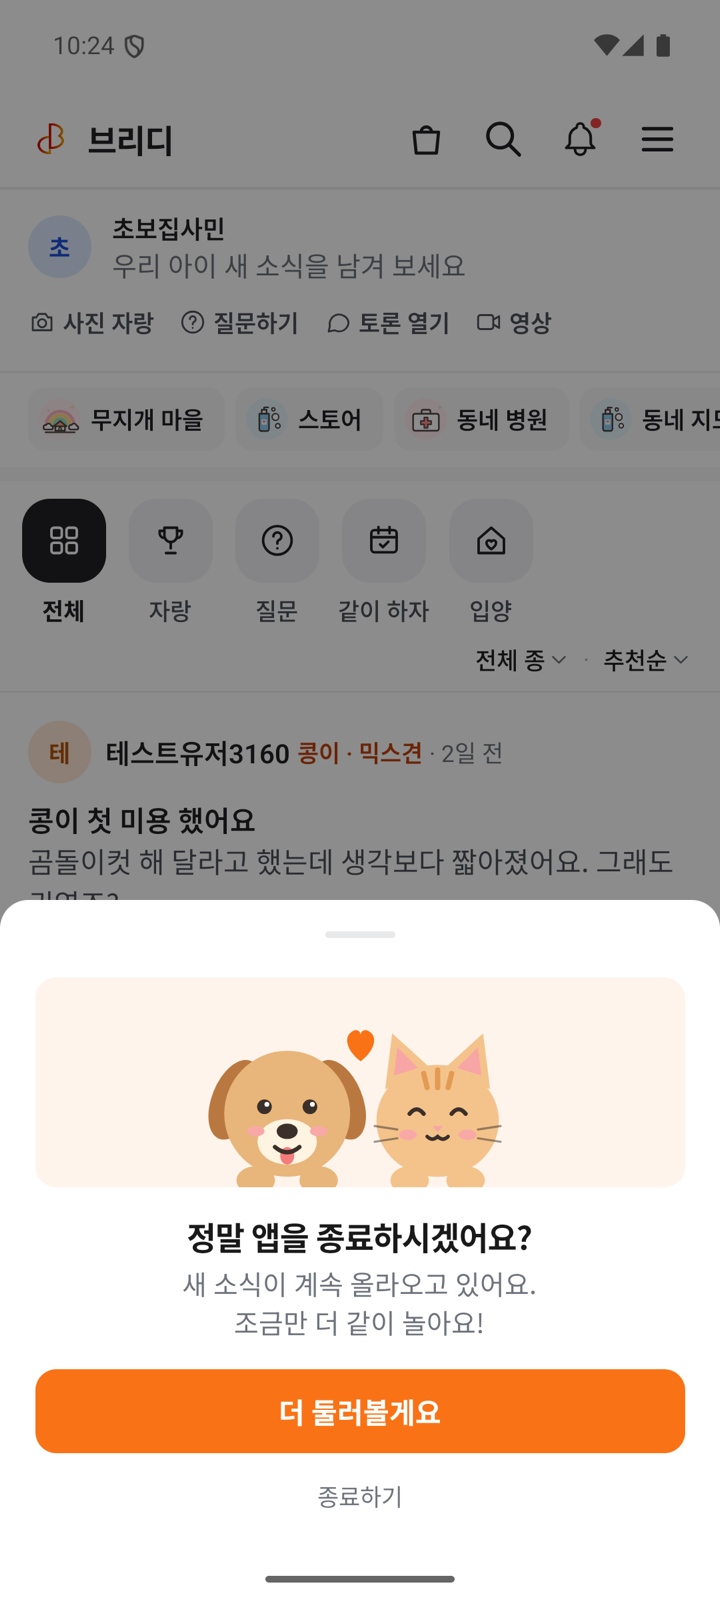 10:24
브리디
초
초보집사민
우리 아이 새 소식을 남겨 보세요
사진 자랑 질문하기 토론 열기 영상
무지개 마을 스토어 동네 병원 동네
전체 자랑 질문 같이 하자 입양
전체 종 · 추천순
테
테스트유저3160 콩이 · 믹스견 · 2일 전
콩이 첫 미용 했어요
곰돌이컷 해 달라고 했는데 생각보다 짧아졌어요. 그래도
정말 앱을 종료하시겠어요?
새 소식이 계속 올라오고 있어요.
조금만 더 같이 놀아요!
더 둘러볼게요
종료하기